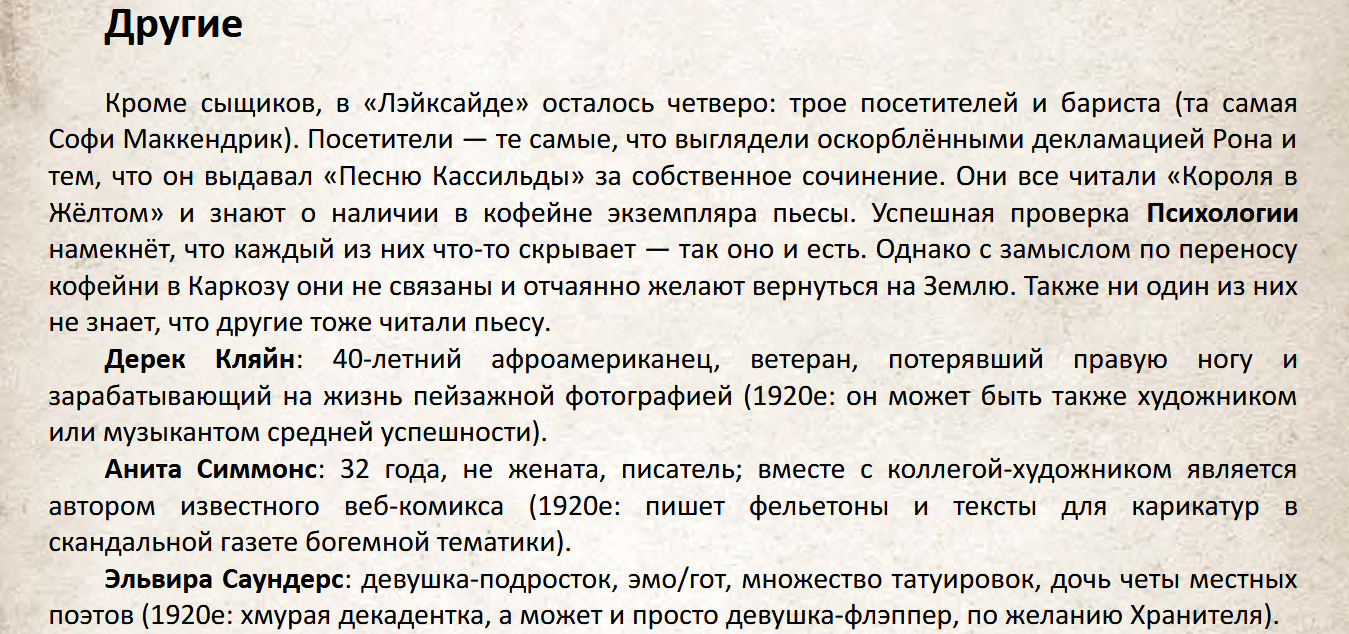 Другие
Кроме сыщиков, в «Лэйксайде» осталось четверо: трое посетителей и бариста (та самая
Софи Маккендрик). Посетители — те самые, что выглядели оскорблёнными декламацией Рона и
тем, что он выдавал «Песню Кассильды» за собственное сочинение. Они все читали «Короля в
Жёлтом» и знают о наличии в кофейне экземпляра пьесы. Успешная проверка Психологии
намекнёт, что каждый из них что-то скрывает — так оно и есть. Однако с замыслом по переносу
кофейни в Каркозу они не связаны и отчаянно желают вернуться на Землю. Также ни один из них
не знает, что другие тоже читали пьесу.
Дерек Кляйн: 40-летний афроамериканец, ветеран, потерявший правую ногу и
зарабатывающий на жизнь пейзажной фотографией (1920е: он может быть также художником
или музыкантом средней успешности).
Анита Симмонс: 32 года, не жената, писатель; вместе с коллегой-художником является
автором известного веб-комикса (1920е: пишет фельетоны и тексты для карикатур в
скандальной газете богемной тематики).
Эльвира Саундерс: девушка-подросток, эмо/гот, множество татуировок, дочь четы местных
поэтов (1920е: хмурая декадентка, а может и просто девушка-флэппер, по желанию Хранителя).